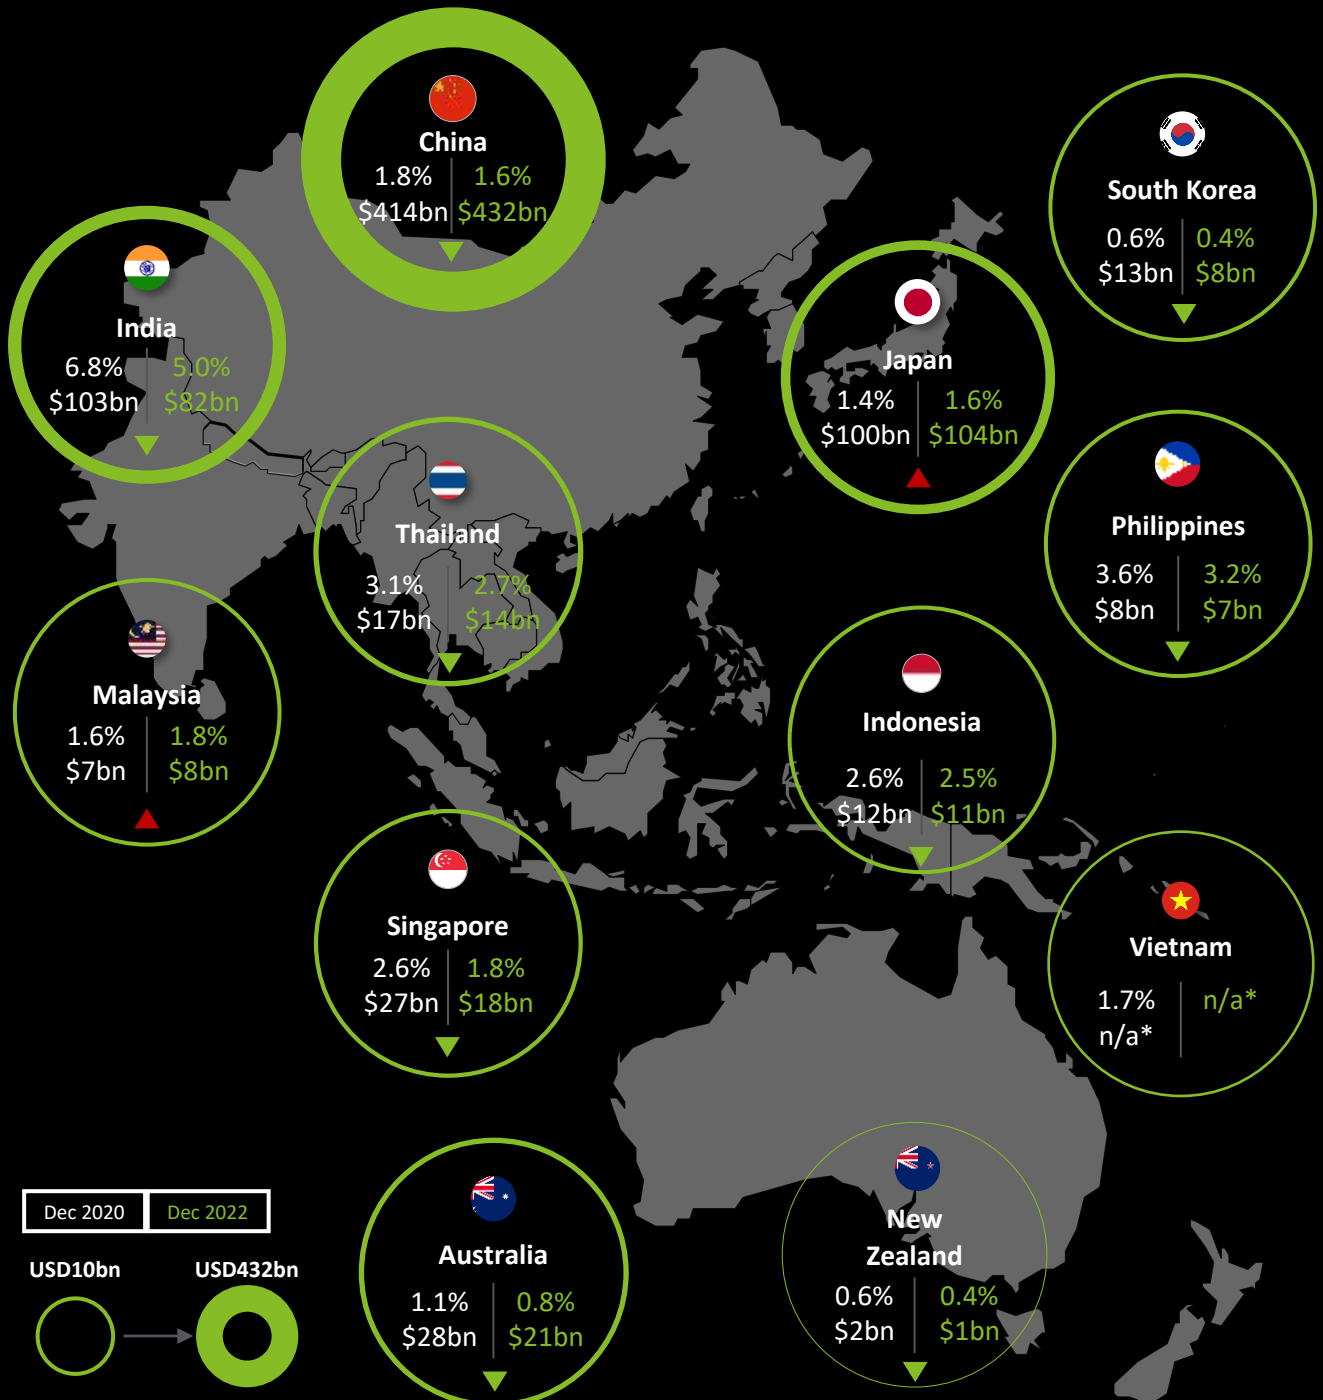 China
1.8% 1.6%
$414bn $432bn
South Korea
0.6% 0.4%
$13bn $8bn
India
6.8% 5.0%
$103bn $82bn
Japan
1.4% 1.6%
$100bn $104bn
Thailand
3.1% 2.7%
$17bn $14bn
Philippines
3.6% 3.2%
$8bn $7bn
Malaysia
1.6% 1.8%
$7bn $8bn
Indonesia
2.6% 2.5%
$12bn $11bn
Singapore
2.6% 1.8%
$27bn $18bn
Vietnam
1.7% n/a*
n/a*
Australia
1.1% 0.8%
$28bn $21bn
New
Zealand
0.6% 0.4%
$2bn $1bn
Dec 2020 Dec 2022
USD10bn USD432bn